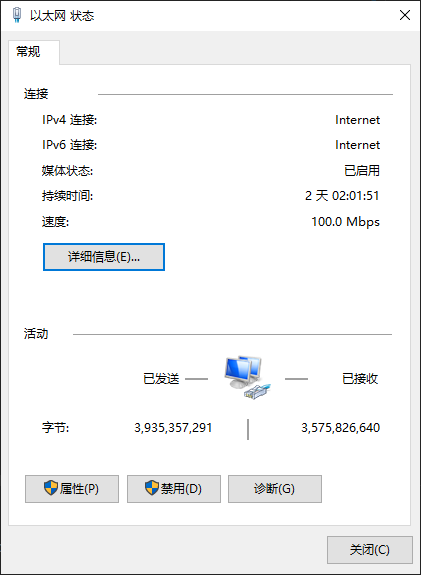 以太网 状态
常规
连接
IPv4 连接: Internet
IPv6 连接: Internet
媒体状态: 已启用
持续时间: 2 天 02:01:51
速度: 100.0 Mbps
详细信息(E)...
活动
已发送 已接收
字节: 3,935,357,291 3,575,826,640
属性(P) 禁用(D) 诊断(G)
关闭(C)